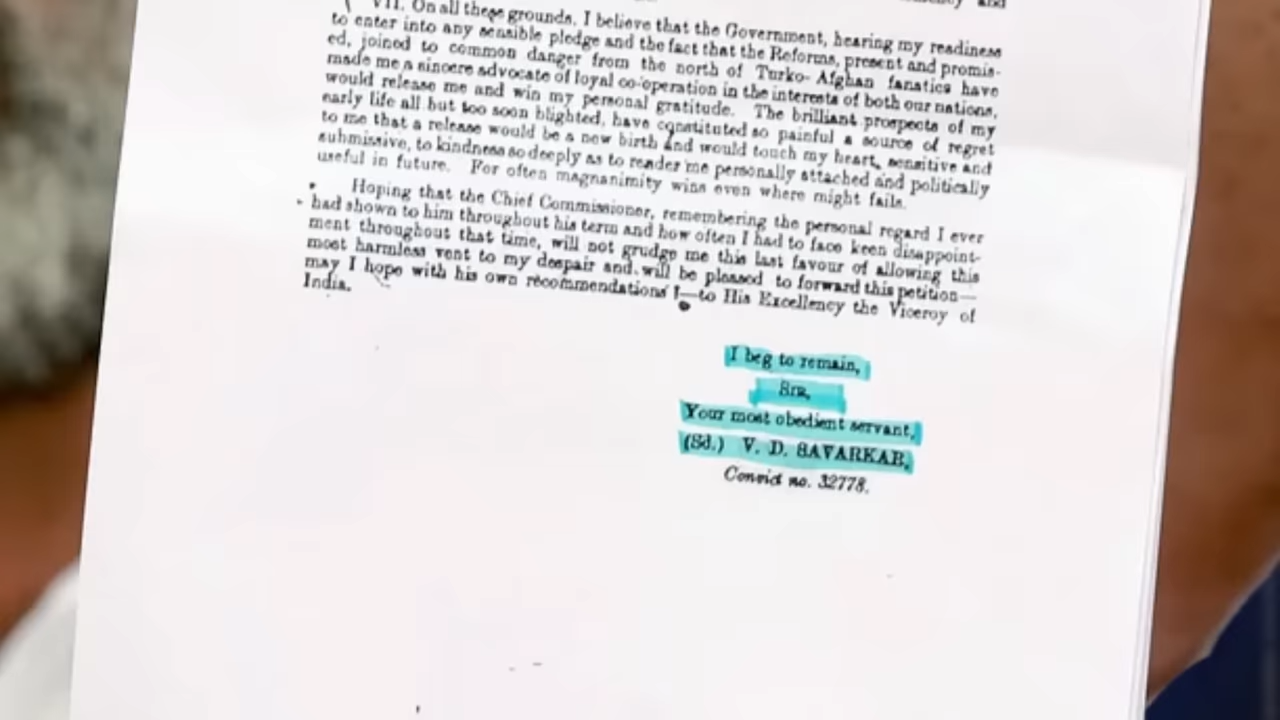 and
VII. On all these grounds, I believe that the Government, hearing my readiness
to enter into any sensible pledge and the fact that the Reforms, present and promis-
ed, joined to common danger from the north of Turko-Afghan fanatics have
made me a sincere advocate of loyal co-operation in the interests of both our nations,
would release me and win my personal gratitude. The brilliant prospects of my
early life all but too soon blighted, have constituted so painful a source of regret
to me that a release would be a new birth and would touch my heart, sensitive and
submissive, to kindness so deeply as to render me personally attached and politically
useful in future. For often magnanimity wins even where might fails.
Hoping that the Chief Commissioner, remembering the personal regard I ever
had shown to him throughout his term and how often I had to face keen disappoint-
ment throughout that time, will not grudge me this last favour of allowing this
most harmless vent to my despair and will be pleased to forward this petition—
may I hope with his own recommendations ?—to His Excellency the Viceroy of
India.
I beg to remain,
SIR,
Your most obedient servant,
(Sd.) V. D. SAVARKAR,
Convict no. 32778.